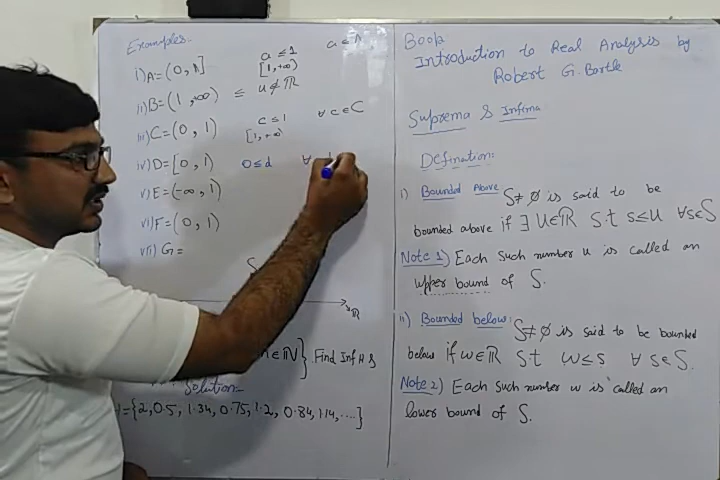 Examples.
i) A = (0, 1] a ≤ 1 a ∈ A
[1, +∞)
ii) B = (1, +∞) ≤ u ∉ ℝ
iii) C = (0, 1) c ≤ 1 ∀ c ∈ C
[1, +∞)
iv) D = [0, 1) 0 ≤ d ∀
v) E = (-∞, 1)
vi) F = (0, 1)
vii) G =
S
ℝ
∈ ℕ} Find Inf & S
Solution:
= {2, 0.5, 1.34, 0.75, 1.2, 0.84, 1.14, ....}
Book
Introduction to Real Analysis by
Robert G. Bartle
Suprema & Infima
Defination:
i) Bounded Above S ≠ ∅ is said to be
bounded above if ∃ u ∈ ℝ s t s ≤ u ∀ s ∈ S
Note 1) Each such number u is called an
upper bound of S.
ii) Bounded below: S ≠ ∅ is said to be bounded
below if w ∈ ℝ s t w ≤ s ∀ s ∈ S.
Note 2) Each such number w is called an
lower bound of S.